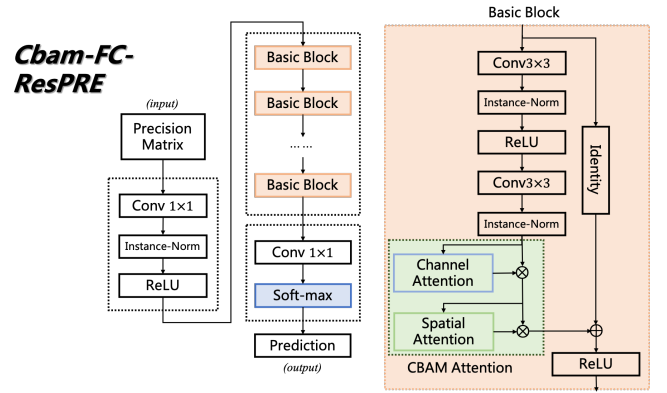 Cbam-FC-
ResPRE
(input)
Precision
Matrix
Conv 1×1
Instance-Norm
ReLU
Basic Block
Basic Block
... ...
Basic Block
Conv 1×1
Soft-max
Prediction
(output)
Basic Block
Conv3×3
Instance-Norm
ReLU
Conv3×3
Instance-Norm
Identity
Channel
Attention
Spatial
Attention
CBAM Attention
ReLU